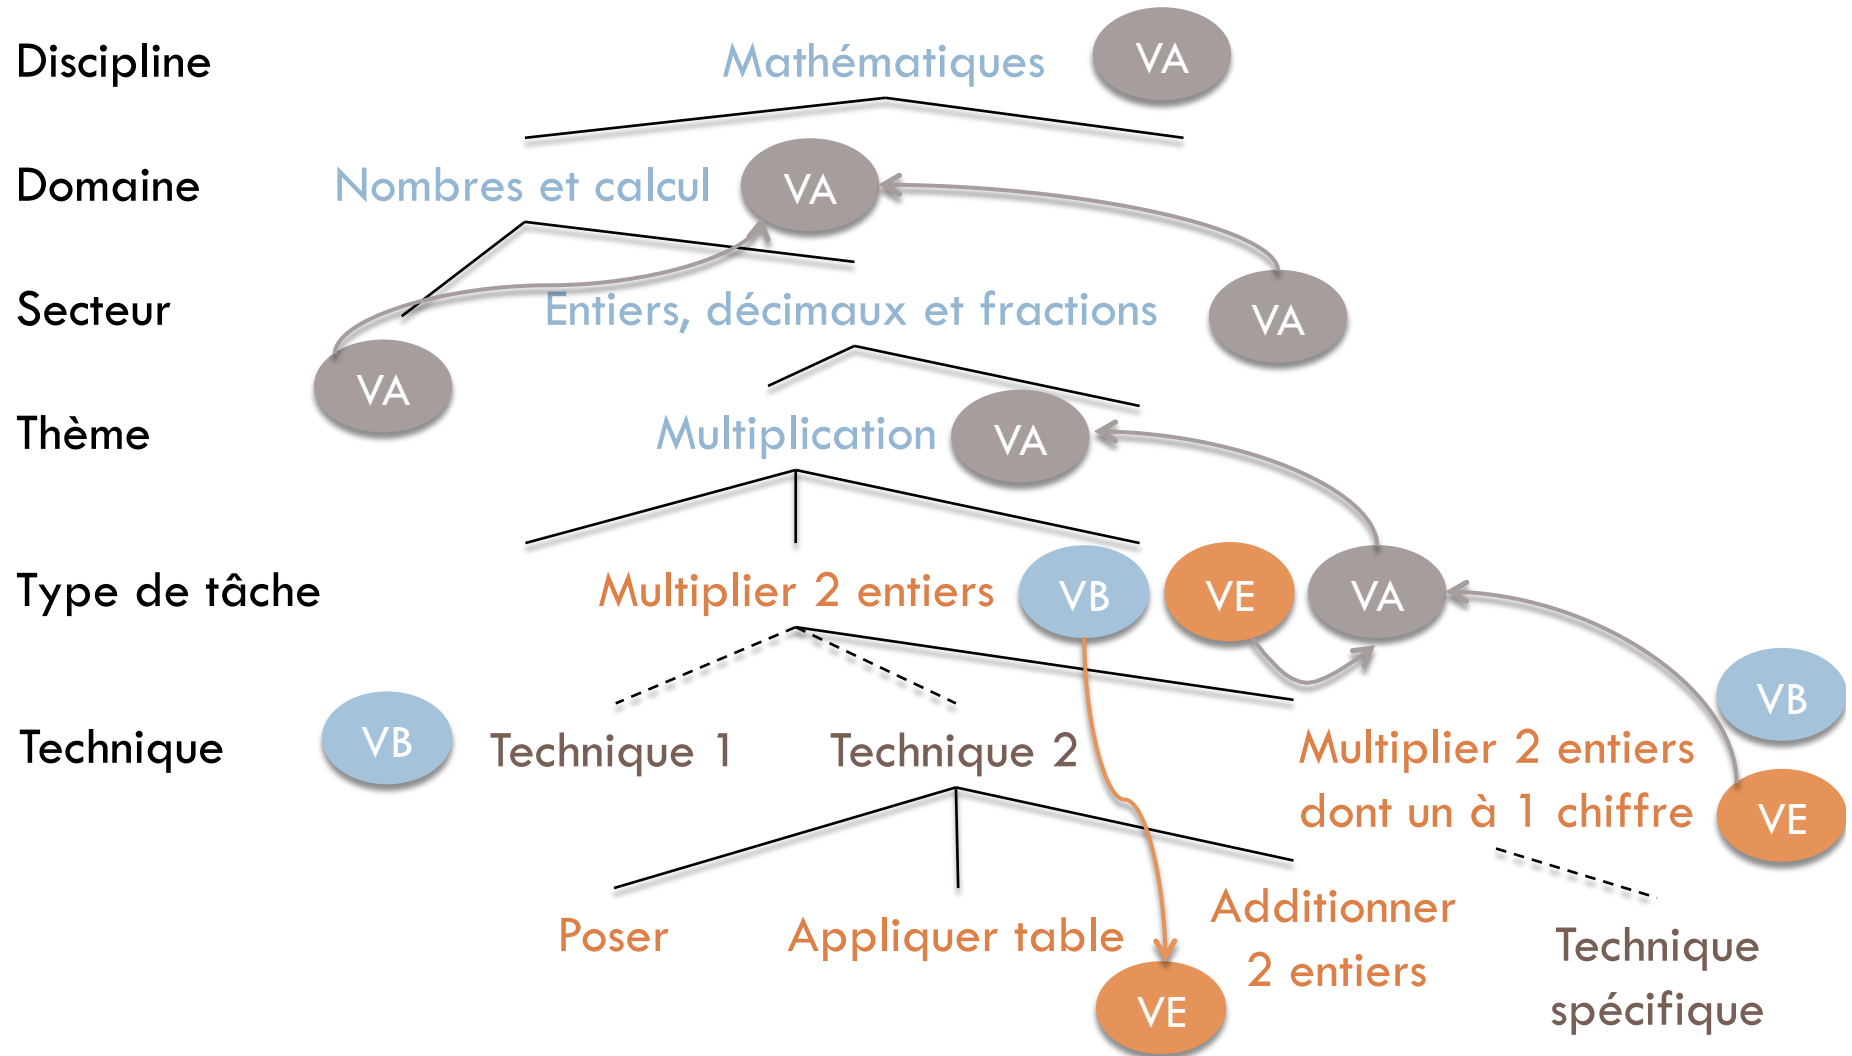 Discipline
Mathématiques
VA
Domaine
Nombres et calcul
VA
Secteur
Entiers, décimaux et fractions
VA
VA
Thème
Multiplication
VA
Type de tâche
Multiplier 2 entiers
VB
VE
VA
Technique
VB
Technique 1
Technique 2
Multiplier 2 entiers
dont un à 1 chiffre
VB
VE
Poser
Appliquer table
VE
Additionner
2 entiers
Technique
spécifique